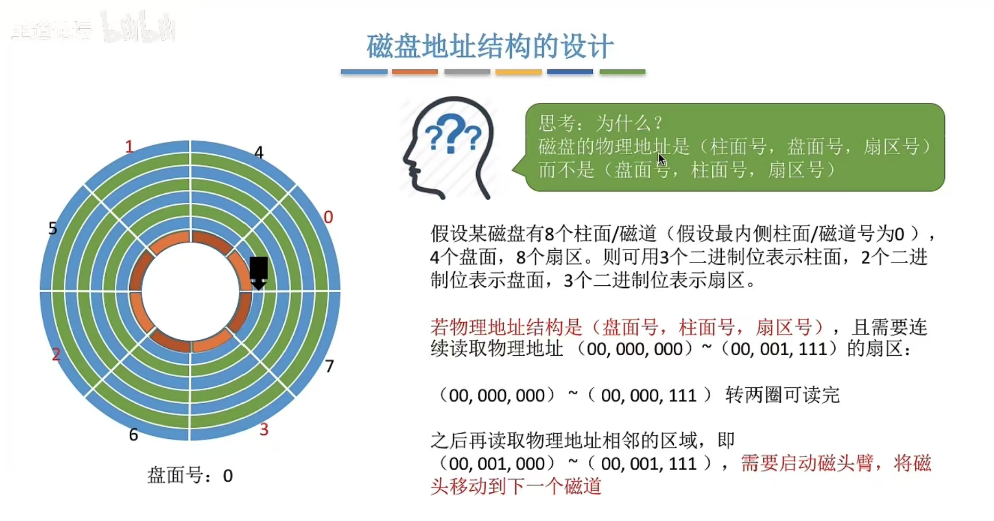 bilibili
磁盘地址结构的设计
???
思考：为什么？
磁盘的物理地址是（柱面号，盘面号，扇区号）
而不是（盘面号，柱面号，扇区号）
1
4
0
5
2
7
6
3
盘面号：0
假设某磁盘有8个柱面/磁道（假设最内侧柱面/磁道号为0），
4个盘面，8个扇区。则可用3个二进制位表示柱面，2个二进
制位表示盘面，3个二进制位表示扇区。
若物理地址结构是（盘面号，柱面号，扇区号），且需要连
续读取物理地址（00, 000, 000）~（00, 001, 111）的扇区：
（00, 000, 000）~（00, 000, 111）转两圈可读完
之后再读取物理地址相邻的区域，即
（00, 001, 000）~（00, 001, 111），需要启动磁头臂，将磁
头移动到下一个磁道